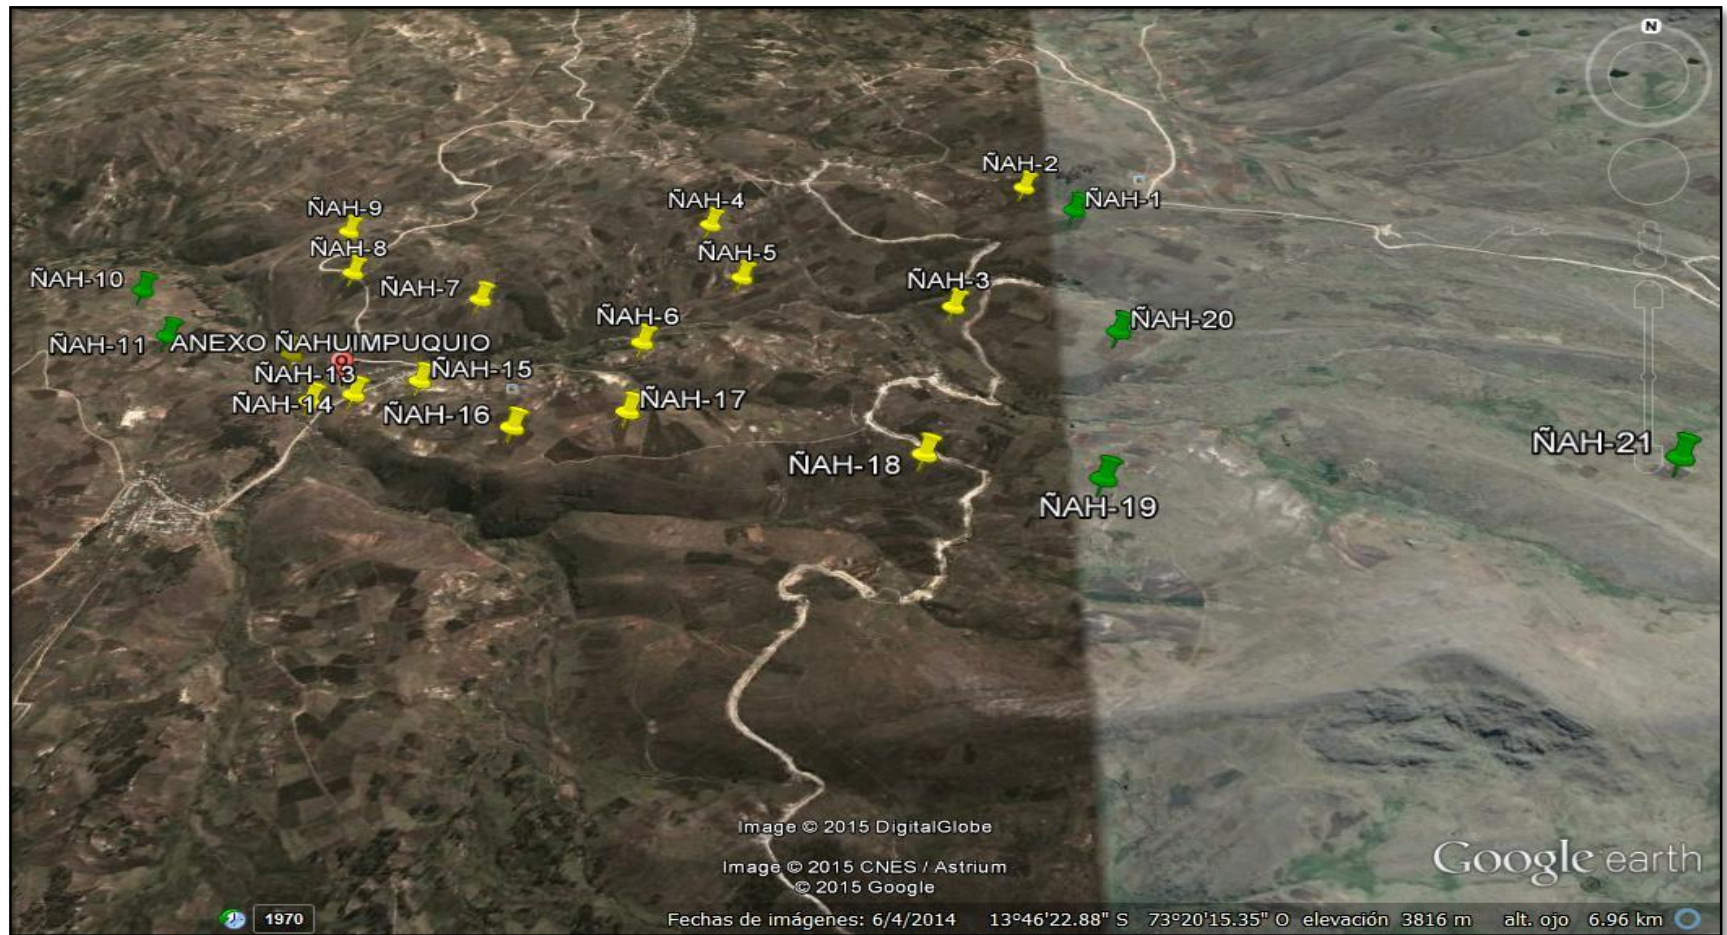 N
ÑAH-2
ÑAH-1
ÑAH-4
ÑAH-9
ÑAH-8
ÑAH-5
ÑAH-10
ÑAH-7
ÑAH-3
ÑAH-6
ÑAH-20
ÑAH-11
ANEXO ÑAHUIMPUQUIO
ÑAH-13
ÑAH-15
ÑAH-14
ÑAH-16
ÑAH-17
ÑAH-18
ÑAH-21
ÑAH-19
Image © 2015 DigitalGlobe
Image © 2015 CNES / Astrium
© 2015 Google
Google earth
1970
Fechas de imágenes: 6/4/2014 13°46'22.88" S 73°20'15.35" O elevación 3816 m alt. ojo 6.96 km